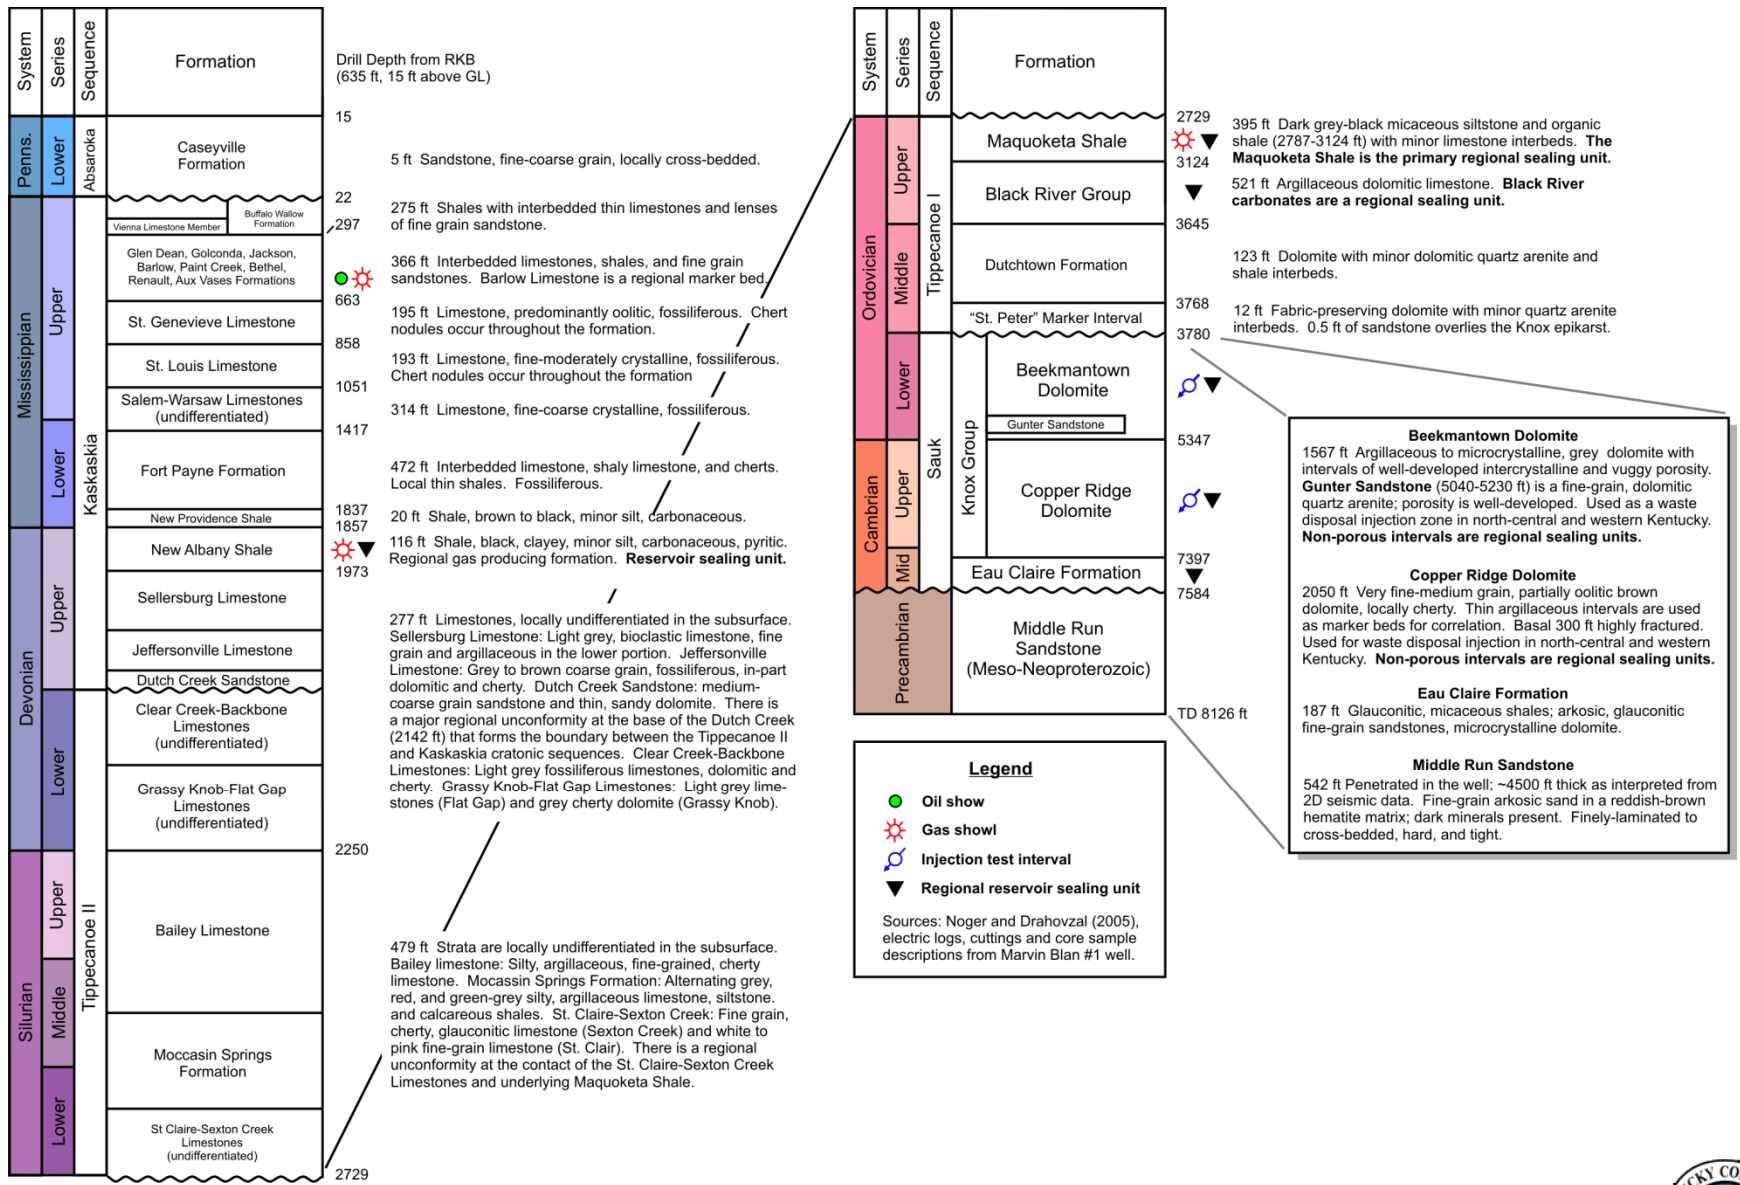 System
Series
Sequence
Formation
Drill Depth from RKB
(635 ft, 15 ft above GL)
15
Penns.
Lower
Absaroka
Caseyville
Formation
5 ft Sandstone, fine-coarse grain, locally cross-bedded.
22
Mississippian
Upper
Lower
Kaskaskia
Vienna Limestone Member
Buffalo Wallow
Formation
297
275 ft Shales with interbedded thin limestones and lenses
of fine grain sandstone.
Glen Dean, Golconda, Jackson,
Barlow, Paint Creek, Bethel,
Renault, Aux Vases Formations
366 ft Interbedded limestones, shales, and fine grain
sandstones. Barlow Limestone is a regional marker bed.
663
St. Genevieve Limestone
195 ft Limestone, predominantly oolitic, fossiliferous. Chert
nodules occur throughout the formation.
858
St. Louis Limestone
193 ft Limestone, fine-moderately crystalline, fossiliferous.
Chert nodules occur throughout the formation
1051
Salem-Warsaw Limestones
(undifferentiated)
314 ft Limestone, fine-coarse crystalline, fossiliferous.
1417
Fort Payne Formation
472 ft Interbedded limestone, shaly limestone, and cherts.
Local thin shales. Fossiliferous.
1837
New Providence Shale
20 ft Shale, brown to black, minor silt, carbonaceous.
1857
Devonian
Upper
Lower
New Albany Shale
116 ft Shale, black, clayey, minor silt, carbonaceous, pyritic.
Regional gas producing formation. Reservoir sealing unit.
1973
Sellersburg Limestone
Jeffersonville Limestone
Dutch Creek Sandstone
Clear Creek-Backbone
Limestones
(undifferentiated)
Grassy Knob-Flat Gap
Limestones
(undifferentiated)
277 ft Limestones, locally undifferentiated in the subsurface.
Sellersburg Limestone: Light grey, bioclastic limestone, fine
grain and argillaceous in the lower portion. Jeffersonville
Limestone: Grey to brown coarse grain, fossiliferous, in-part
dolomitic and cherty. Dutch Creek Sandstone: medium-
coarse grain sandstone and thin, sandy dolomite. There is
a major regional unconformity at the base of the Dutch Creek
(2142 ft) that forms the boundary between the Tippecanoe II
and Kaskaskia cratonic sequences. Clear Creek-Backbone
Limestones: Light grey fossiliferous limestones, dolomitic and
cherty. Grassy Knob-Flat Gap Limestones: Light grey lime-
stones (Flat Gap) and grey cherty dolomite (Grassy Knob).
2250
Silurian
Upper
Middle
Lower
Tippecanoe II
Bailey Limestone
Moccasin Springs
Formation
St Claire-Sexton Creek
Limestones
(undifferentiated)
479 ft Strata are locally undifferentiated in the subsurface.
Bailey limestone: Silty, argillaceous, fine-grained, cherty
limestone. Mocassin Springs Formation: Alternating grey,
red, and green-grey silty, argillaceous limestone, siltstone.
and calcareous shales. St. Claire-Sexton Creek: Fine grain,
cherty, glauconitic limestone (Sexton Creek) and white to
pink fine-grain limestone (St. Clair). There is a regional
unconformity at the contact of the St. Claire-Sexton Creek
Limestones and underlying Maquoketa Shale.
2729
System
Series
Sequence
Formation
2729
Ordovician
Upper
Middle
Lower
Tippecanoe I
Maquoketa Shale
395 ft Dark grey-black micaceous siltstone and organic
shale (2787-3124 ft) with minor limestone interbeds. The
Maquoketa Shale is the primary regional sealing unit.
3124
Black River Group
521 ft Argillaceous dolomitic limestone. Black River
carbonates are a regional sealing unit.
3645
Dutchtown Formation
123 ft Dolomite with minor dolomitic quartz arenite and
shale interbeds.
3768
“St. Peter” Marker Interval
12 ft Fabric-preserving dolomite with minor quartz arenite
interbeds. 0.5 ft of sandstone overlies the Knox epikarst.
3780
Sauk
Knox Group
Beekmantown
Dolomite
Gunter Sandstone
5347
Cambrian
Upper
Mid
Copper Ridge
Dolomite
7397
Eau Claire Formation
7584
Precambrian
Middle Run
Sandstone
(Meso-Neoproterozoic)
TD 8126 ft
Beekmantown Dolomite
1567 ft Argillaceous to microcrystalline, grey dolomite with
intervals of well-developed intercrystalline and vuggy porosity.
Gunter Sandstone (5040-5230 ft) is a fine-grain, dolomitic
quartz arenite; porosity is well-developed. Used as a waste
disposal injection zone in north-central and western Kentucky.
Non-porous intervals are regional sealing units.
Copper Ridge Dolomite
2050 ft Very fine-medium grain, partially oolitic brown
dolomite, locally cherty. Thin argillaceous intervals are used
as marker beds for correlation. Basal 300 ft highly fractured.
Used for waste disposal injection in north-central and western
Kentucky. Non-porous intervals are regional sealing units.
Eau Claire Formation
187 ft Glauconitic, micaceous shales; arkosic, glauconitic
fine-grain sandstones, microcrystalline dolomite.
Middle Run Sandstone
542 ft Penetrated in the well; ~4500 ft thick as interpreted from
2D seismic data. Fine-grain arkosic sand in a reddish-brown
hematite matrix; dark minerals present. Finely-laminated to
cross-bedded, hard, and tight.
Legend
Oil show
Gas showl
Injection test interval
Regional reservoir sealing unit
Sources: Noger and Drahovzal (2005),
electric logs, cuttings and core sample
descriptions from Marvin Blan #1 well.